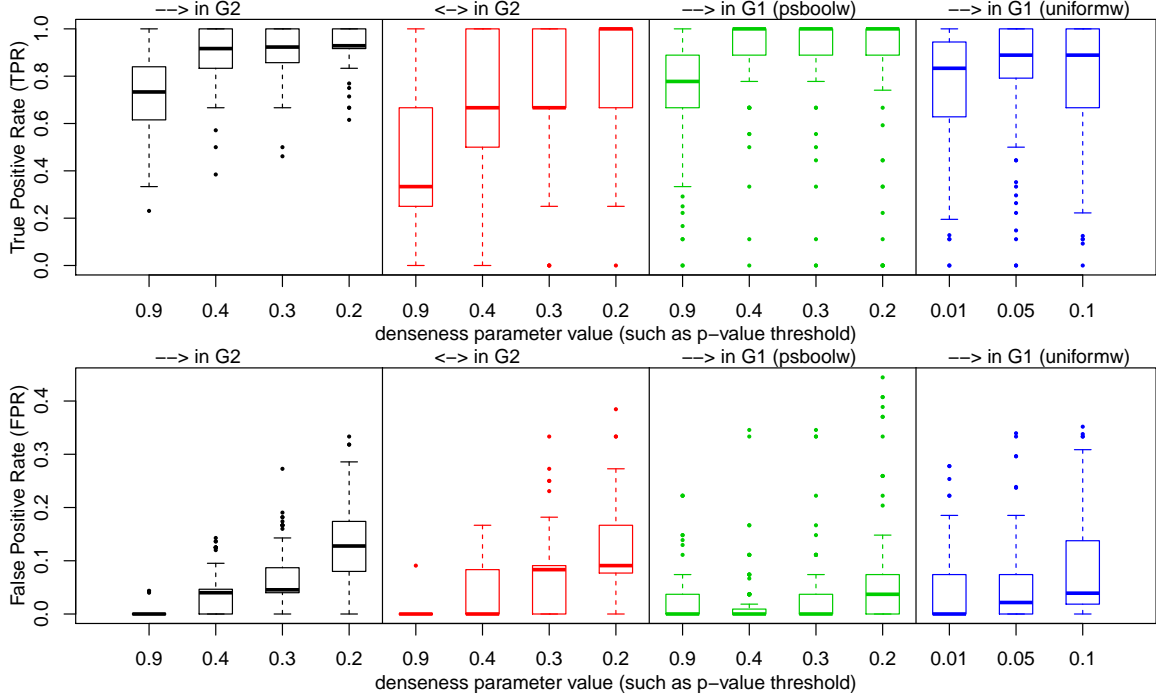 −−> in G2 <−> in G2 −−> in G1 (psboolw) −−> in G1 (uniformw)
True Positive Rate (TPR)
1.0
0.8
0.6
0.4
0.2
0.0
0.9 0.4 0.3 0.2 0.9 0.4 0.3 0.2 0.9 0.4 0.3 0.2 0.01 0.05 0.1
denseness parameter value (such as p−value threshold)
−−> in G2 <−> in G2 −−> in G1 (psboolw) −−> in G1 (uniformw)
False Positive Rate (FPR)
0.4
0.3
0.2
0.1
0.0
0.9 0.4 0.3 0.2 0.9 0.4 0.3 0.2 0.9 0.4 0.3 0.2 0.01 0.05 0.1
denseness parameter value (such as p−value threshold)